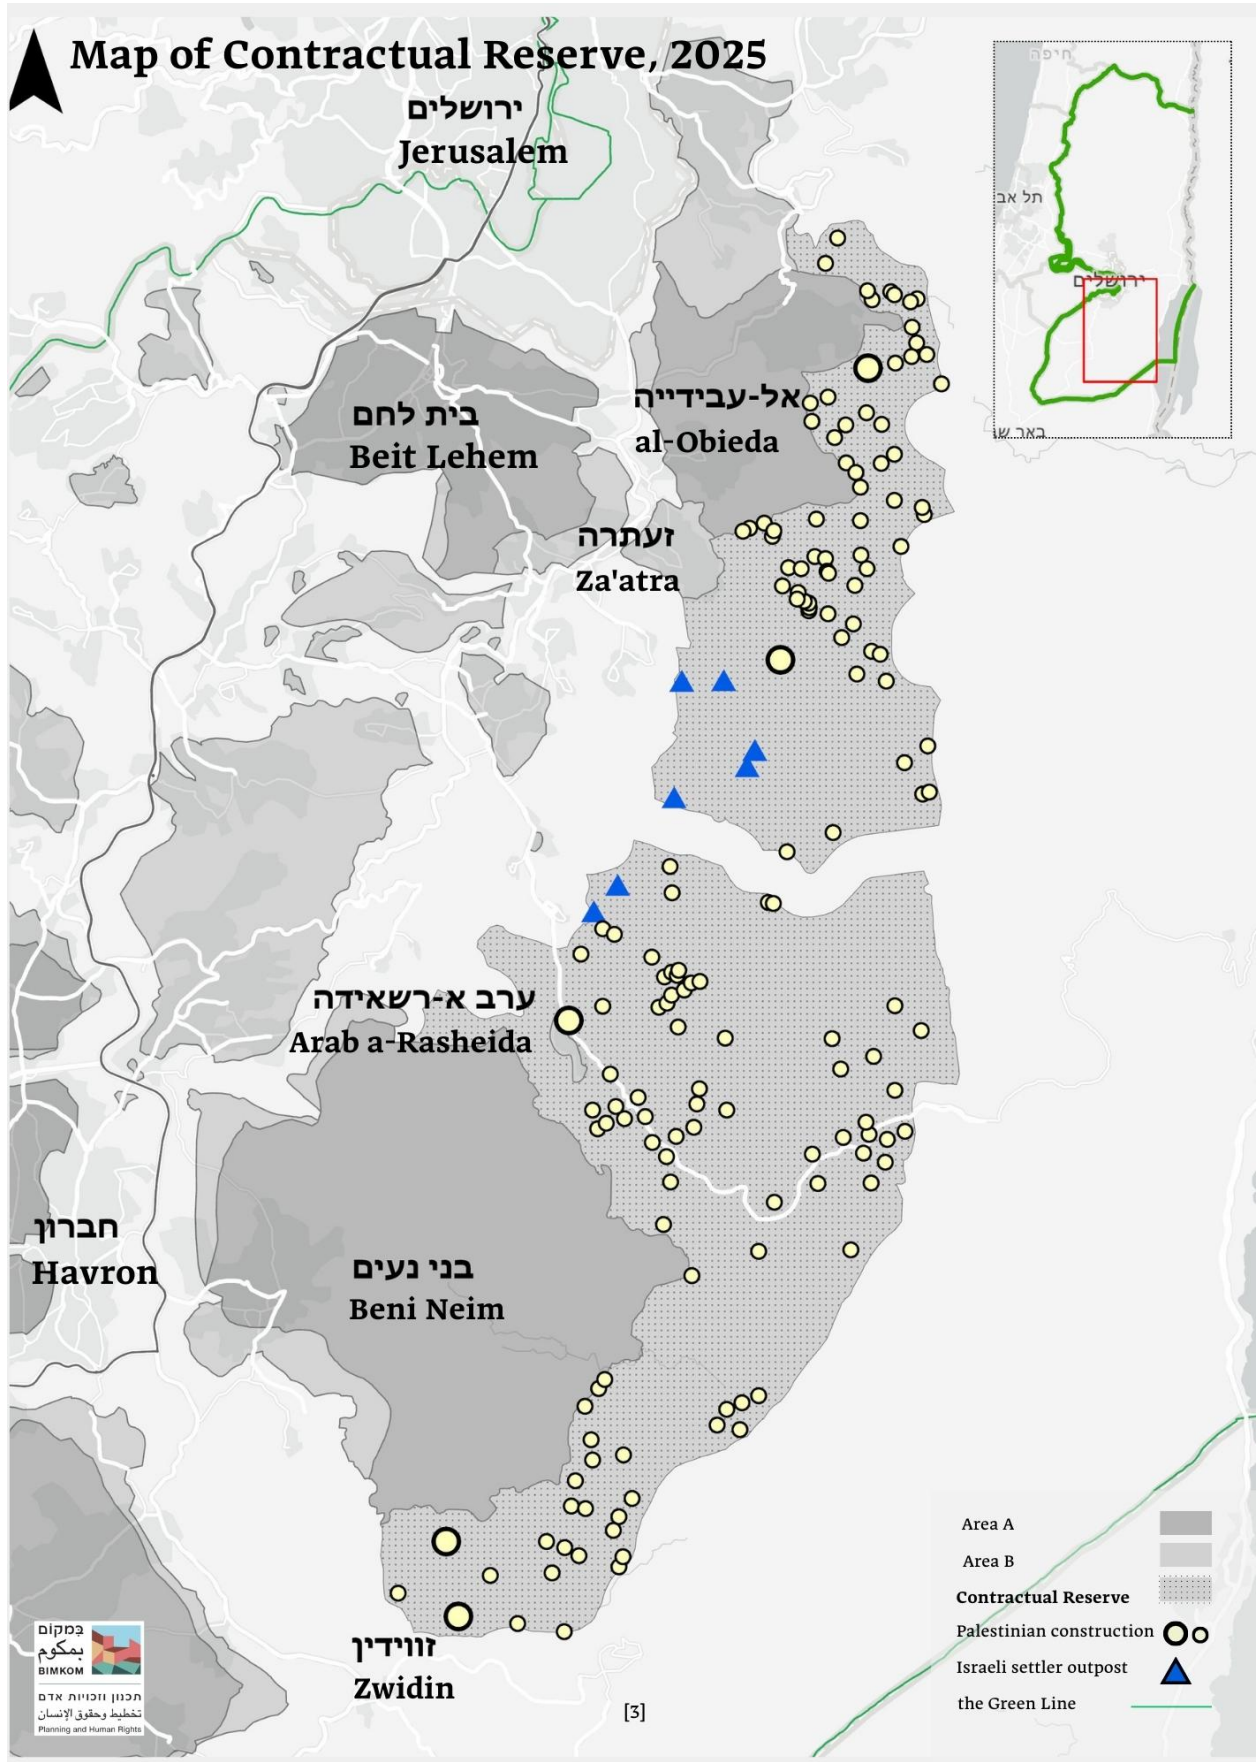 Map of Contractual Reserve, 2025
ירושלים
Jerusalem
חיפה
תל אב
ירושלים
באר ש
אל-עבידייה
al-Obieda
בית לחם
Beit Lehem
זעתרה
Za'atra
ערב א-רשאידה
Arab a-Rasheida
חברון
Havron
בני נעים
Beni Neim
זווידין
Zwidin
[3]
Area A
Area B
Contractual Reserve
Palestinian construction
Israeli settler outpost
the Green Line
במקום
بمكوم
BIMKOM
תכנון וזכויות אדם
تخطيط وحقوق الإنسان
Planning and Human Rights